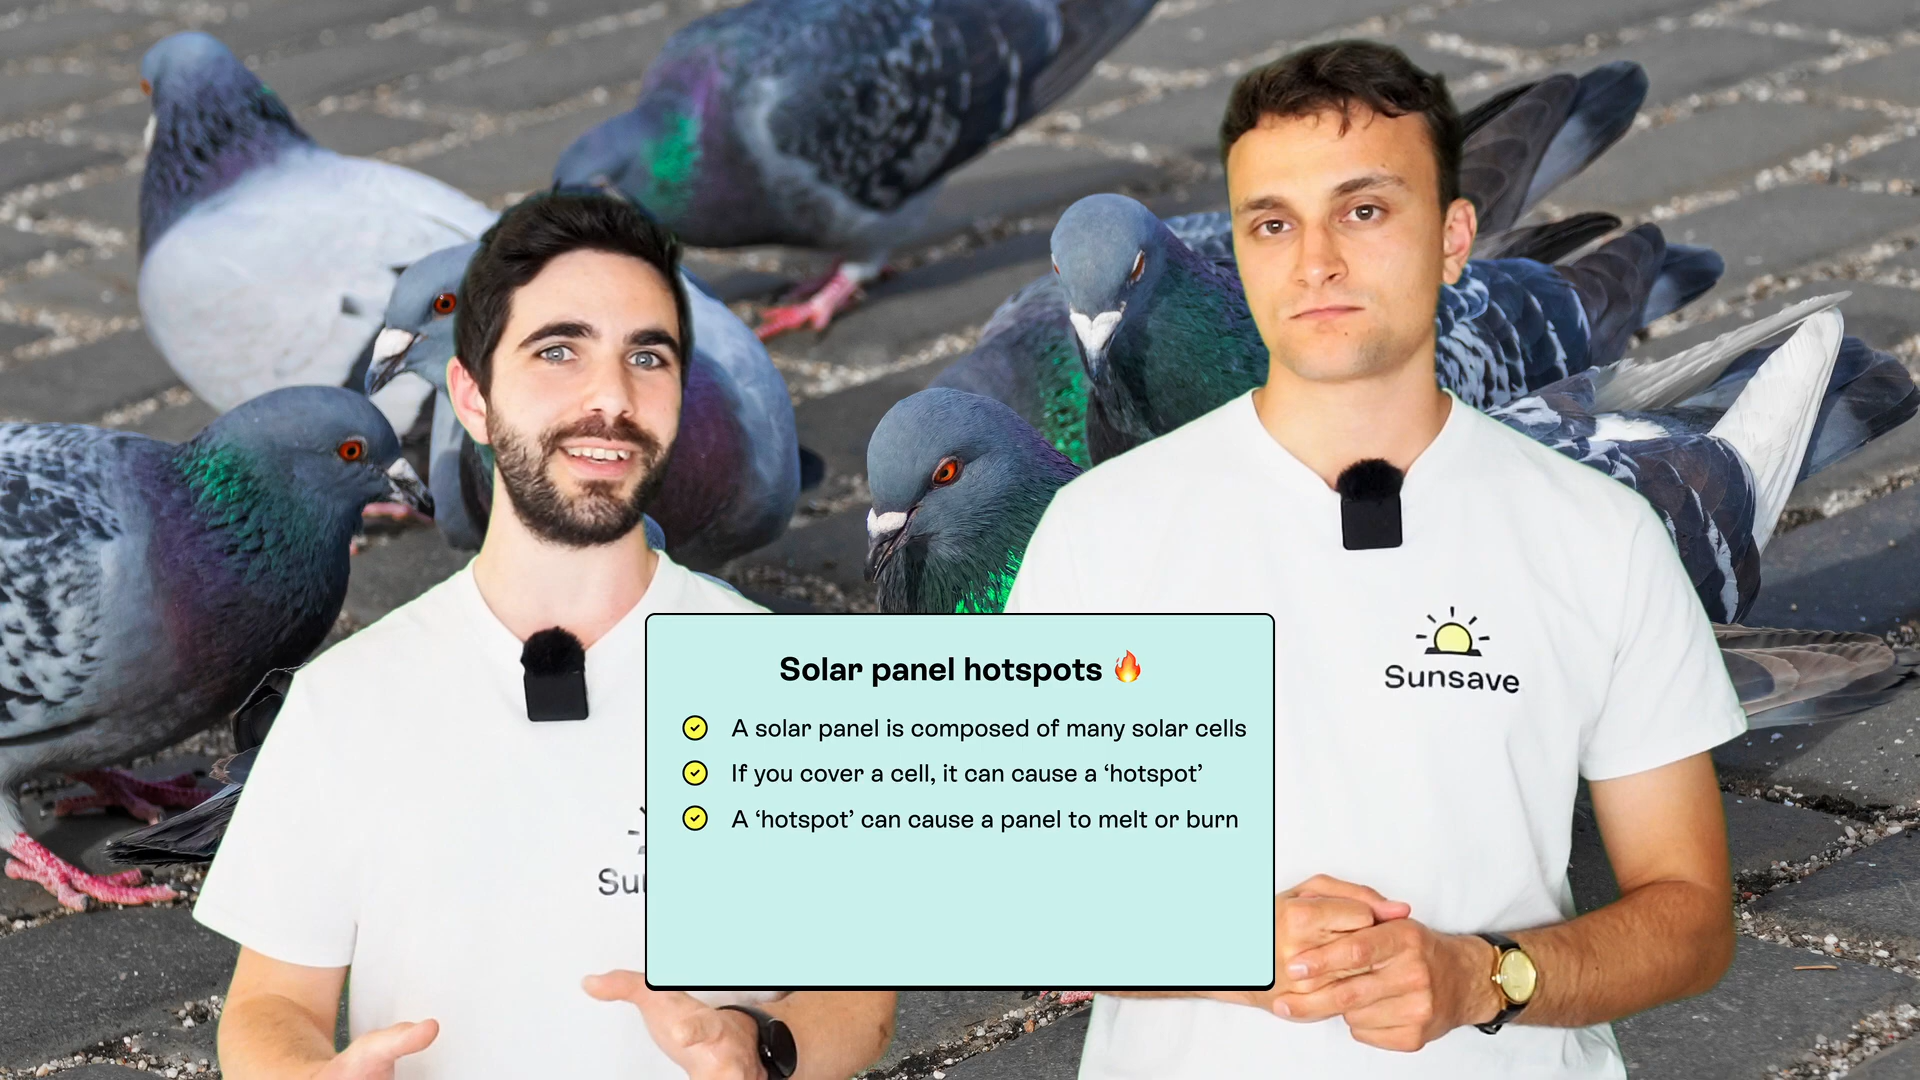 Solar panel hotspots 🔥
A solar panel is composed of many solar cells
If you cover a cell, it can cause a ‘hotspot’
A ‘hotspot’ can cause a panel to melt or burn
Sunsave
Su